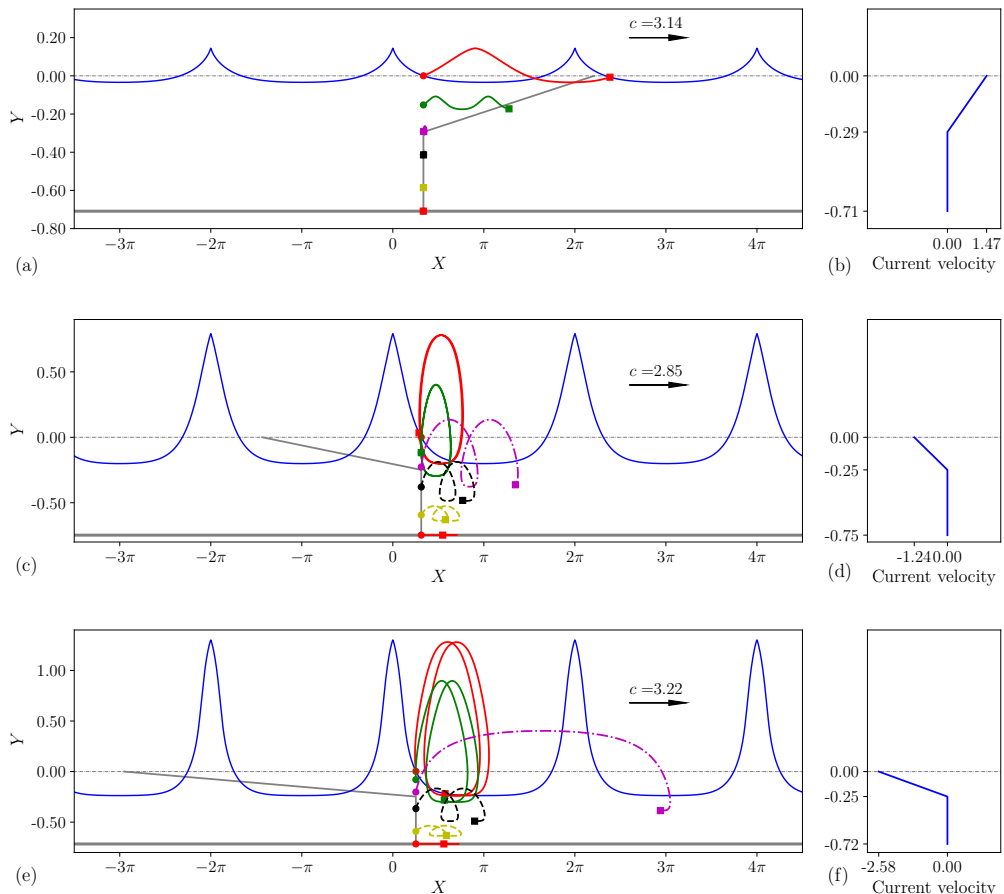 c = 3.14
0.20
0.00
−0.20
−0.40
−0.60
−0.80
Y
−3π −2π −π 0 π 2π 3π 4π
X
(a)
0.00
-0.29
-0.71
0.00 1.47
Current velocity
(b)
c = 2.85
0.50
0.00
−0.50
Y
−3π −2π −π 0 π 2π 3π 4π
X
(c)
0.00
-0.25
-0.75
-1.24 0.00
Current velocity
(d)
c = 3.22
1.00
0.50
0.00
−0.50
Y
−3π −2π −π 0 π 2π 3π 4π
X
(e)
0.00
-0.25
-0.72
-2.58 0.00
Current velocity
(f)